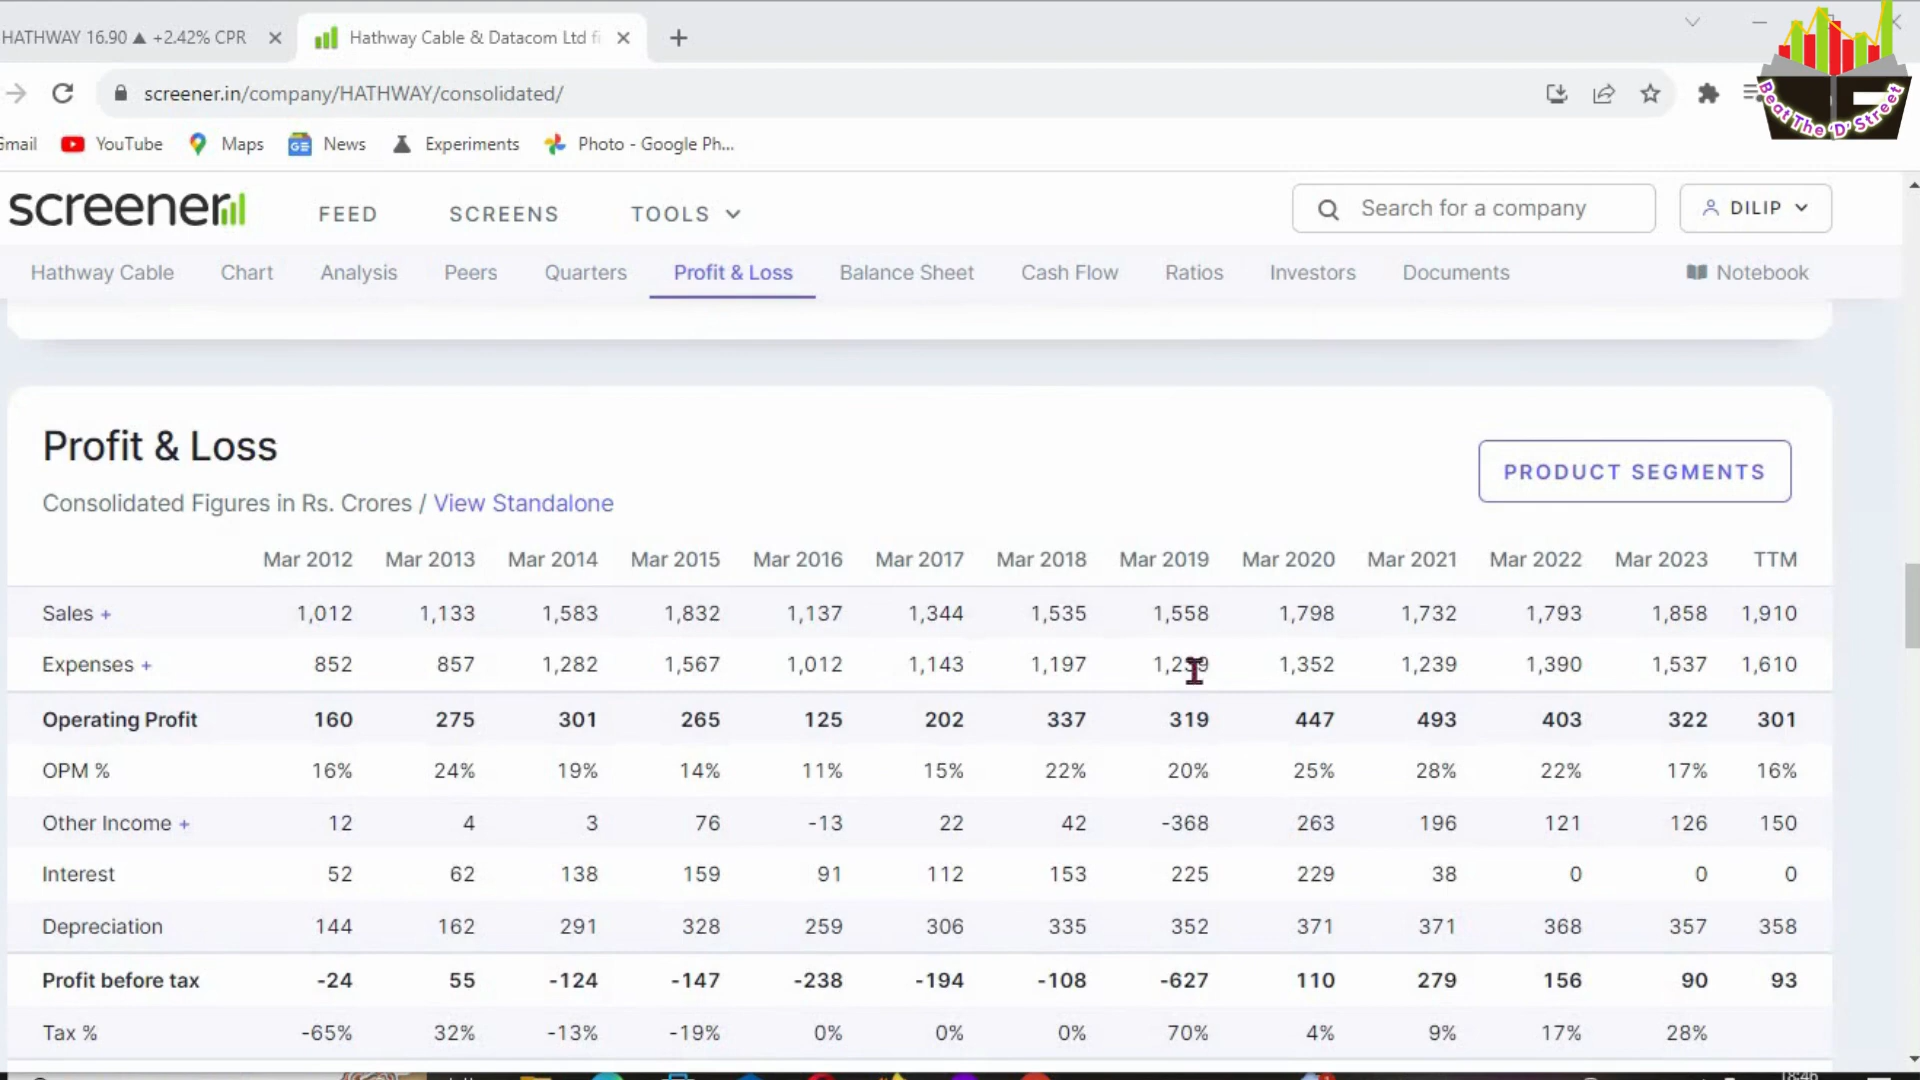 HATHWAY 16.90 ▲ +2.42% CPR
Hathway Cable & Datacom Ltd fi
screener.in/company/HATHWAY/consolidated/
Gmail YouTube Maps News Experiments Photo - Google Ph...
Beat The 'D' Street
screener FEED SCREENS TOOLS Search for a company DILIP
Hathway Cable Chart Analysis Peers Quarters Profit & Loss Balance Sheet Cash Flow Ratios Investors Documents Notebook
Profit & Loss
PRODUCT SEGMENTS
Consolidated Figures in Rs. Crores / View Standalone
Mar 2012 Mar 2013 Mar 2014 Mar 2015 Mar 2016 Mar 2017 Mar 2018 Mar 2019 Mar 2020 Mar 2021 Mar 2022 Mar 2023 TTM
Sales + 1,012 1,133 1,583 1,832 1,137 1,344 1,535 1,558 1,798 1,732 1,793 1,858 1,910
Expenses + 852 857 1,282 1,567 1,012 1,143 1,197 1,352 1,239 1,390 1,537 1,610
Operating Profit 160 275 301 265 125 202 337 319 447 493 403 322 301
OPM % 16% 24% 19% 14% 11% 15% 22% 20% 25% 28% 22% 17% 16%
Other Income + 12 4 3 76 -13 22 42 -368 263 196 121 126 150
Interest 52 62 138 159 91 112 153 225 229 38 0 0 0
Depreciation 144 162 291 328 259 306 335 352 371 371 368 357 358
Profit before tax -24 55 -124 -147 -238 -194 -108 -627 110 279 156 90 93
Tax % -65% 32% -13% -19% 0% 0% 0% 70% 4% 9% 17% 28%